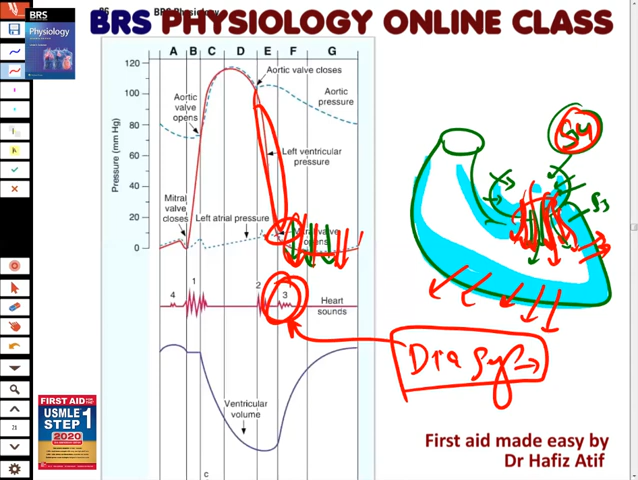 BRS PHYSIOLOGY ONLINE CLASS
BRS
Physiology
A B C D E F G
120
100
80
60
40
20
0
Pressure (mm Hg)
Aortic valve closes
Aortic
valve
opens
Aortic
pressure
Left ventricular
pressure
Mitral
valve
closes
Left atrial pressure
opens
4 1 2 3
Heart
sounds
Ventricular
volume
c
S4
S3
21
FIRST AID
USMLE
STEP 1
2020
First aid made easy by
Dr Hafiz Atif